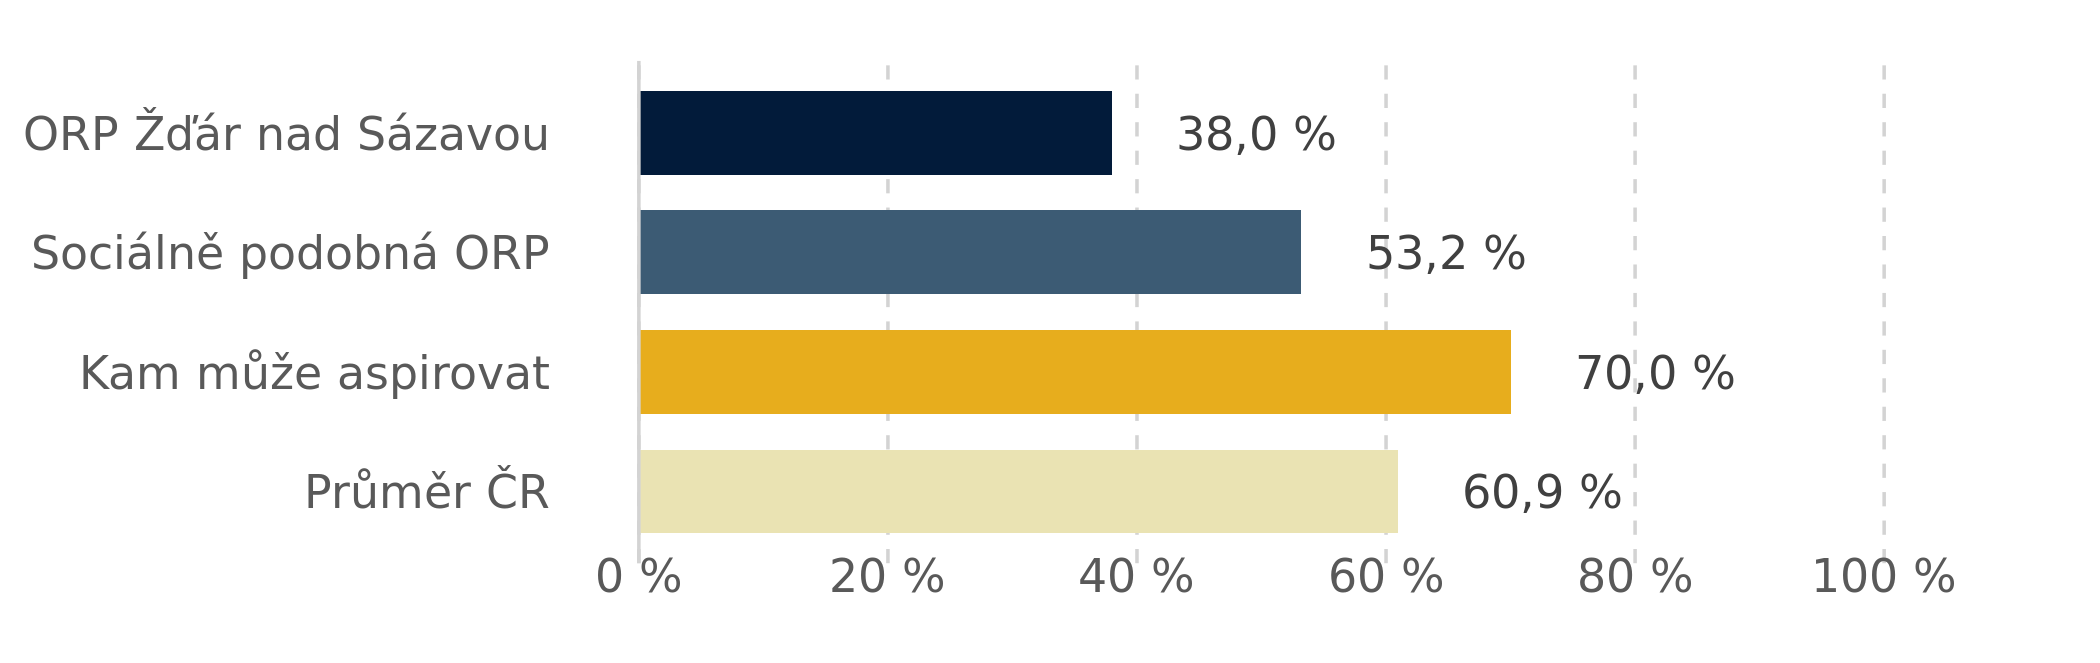 ORP Žďár nad Sázavou 38,0 %
Sociálně podobná ORP 53,2 %
Kam může aspirovat 70,0 %
Průměr ČR 60,9 %
0 % 20 % 40 % 60 % 80 % 100 %